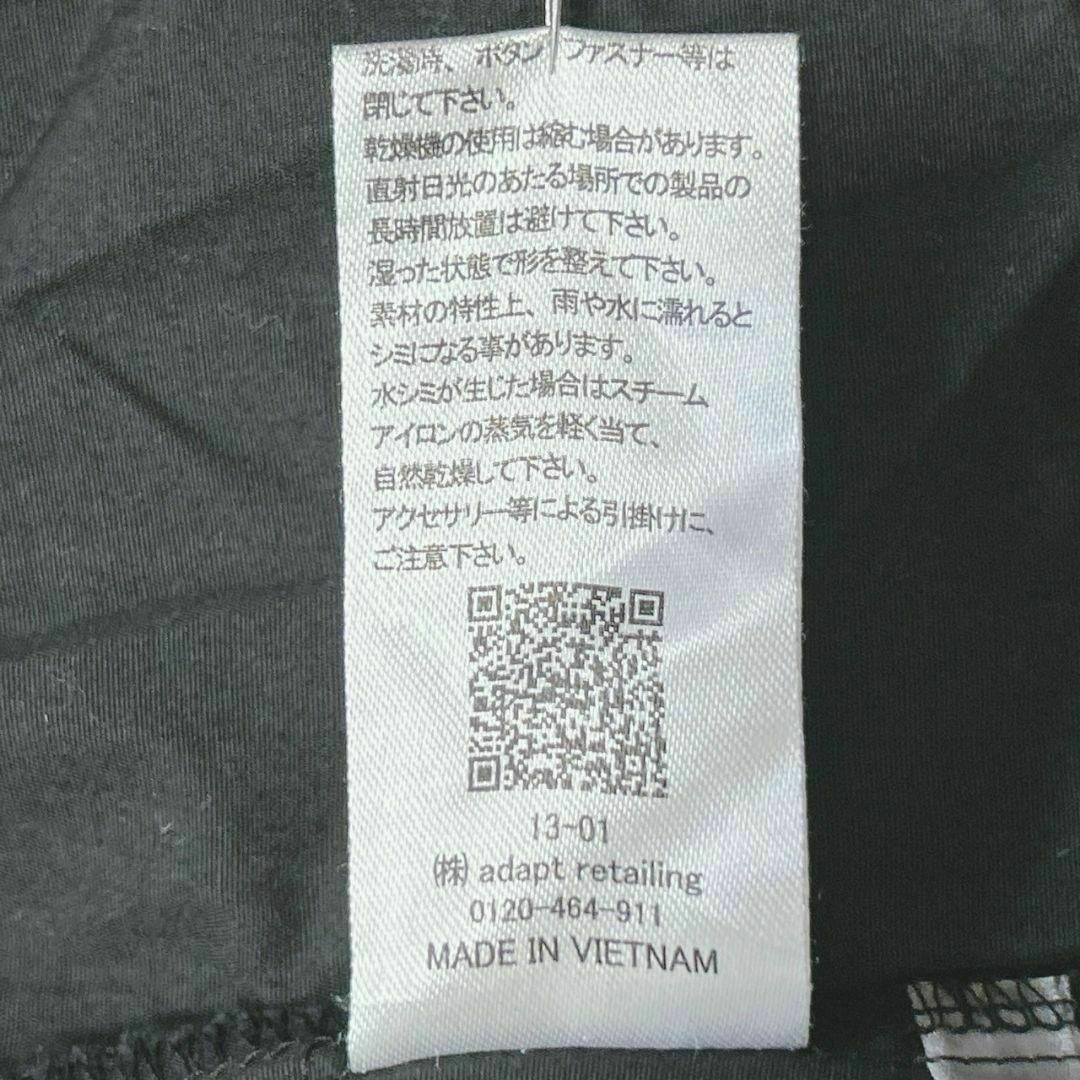 洗濯時、ボタン ファスナー等は
閉じて下さい。
乾燥機の使用は縮む場合があります。
直射日光のあたる場所での製品の
長時間放置は避けて下さい。
湿った状態で形を整えて下さい。
素材の特性上、雨や水に濡れると
シミになる事があります。
水シミが生じた場合はスチーム
アイロンの蒸気を軽く当て、
自然乾燥して下さい。
アクセサリー等による引掛けに、
ご注意下さい。
13-01
㈱ adapt retailing
0120-464-911
MADE IN VIETNAM